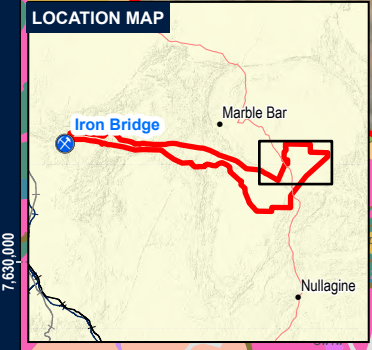 LOCATION MAP
Iron Bridge
Marble Bar
7,630,000
Nullagine